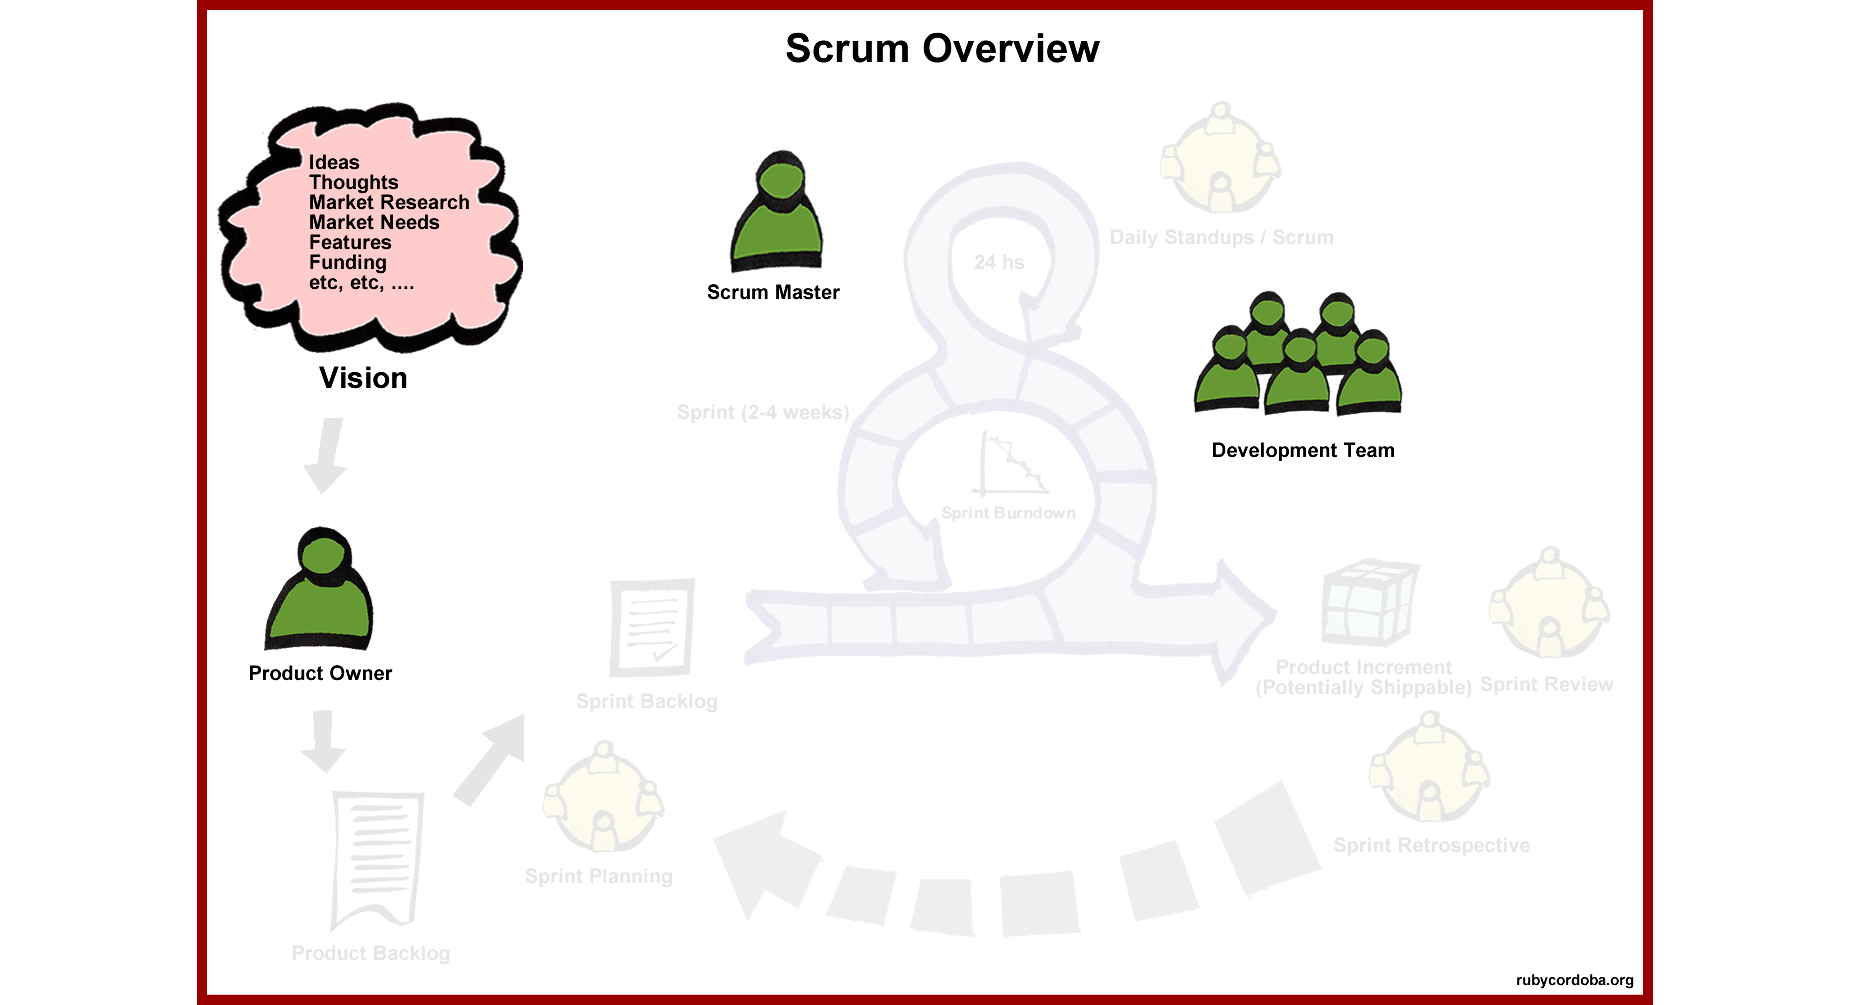 Scrum Overview
Ideas
Thoughts
Market Research
Market Needs
Features
Funding
etc, etc, ....
Vision
Scrum Master
Daily Standups / Scrum
24 hs
Development Team
Sprint (2-4 weeks)
Sprint Burndown
Product Owner
Sprint Backlog
Product Increment
(Potentially Shippable)
Sprint Review
Sprint Planning
Sprint Retrospective
Product Backlog
rubycordoba.org